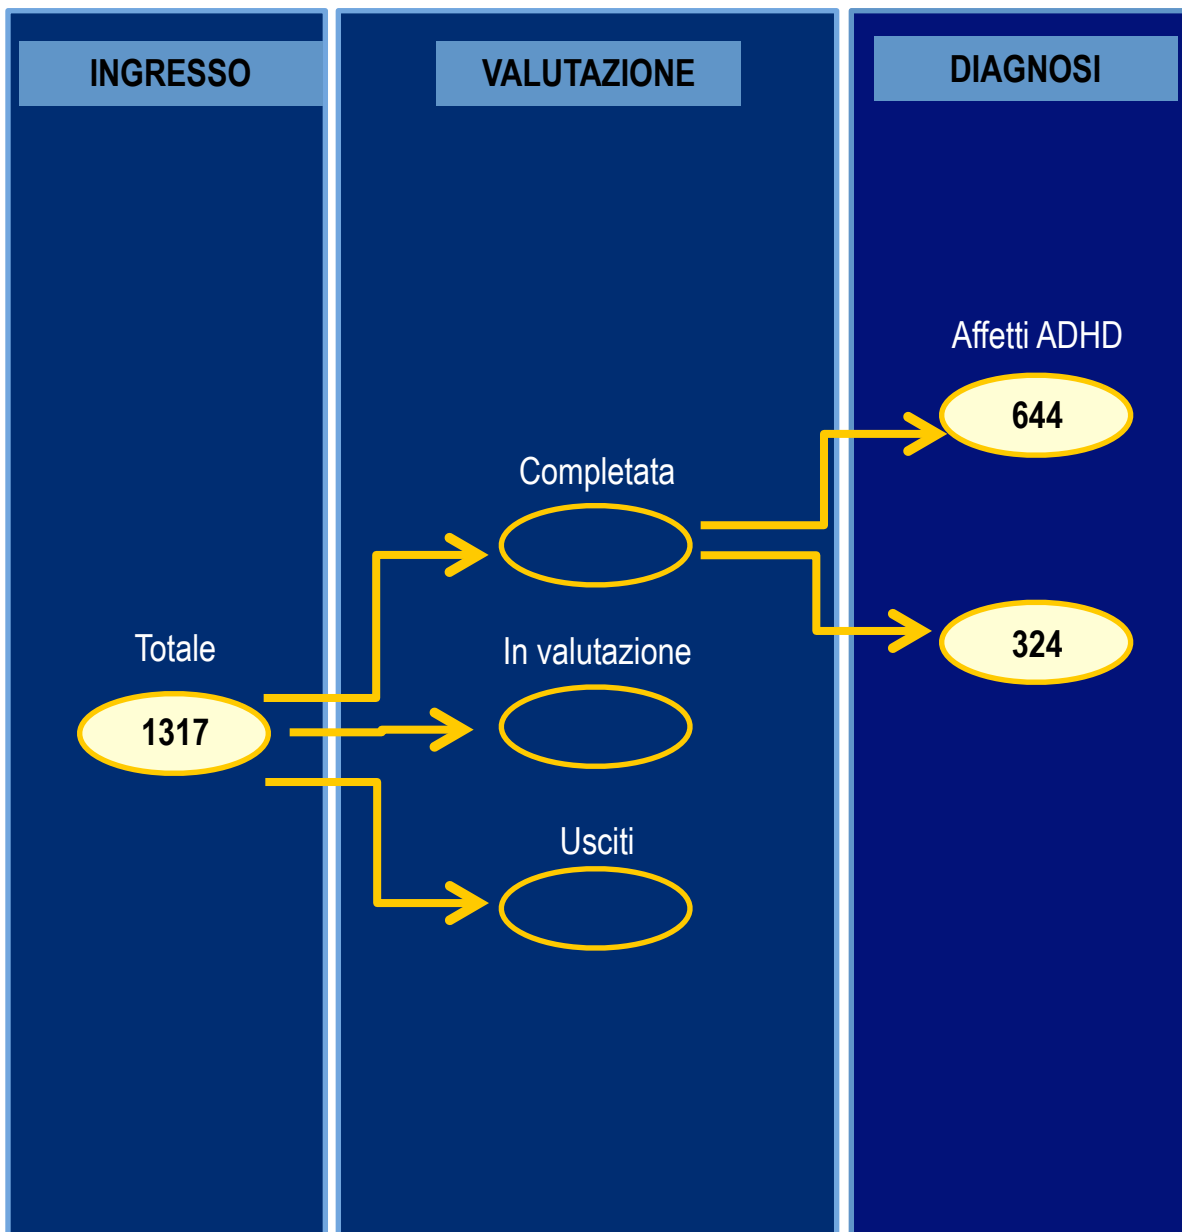 INGRESSO
VALUTAZIONE
DIAGNOSI
Affetti ADHD
644
Completata
324
Totale
In valutazione
1317
Usciti